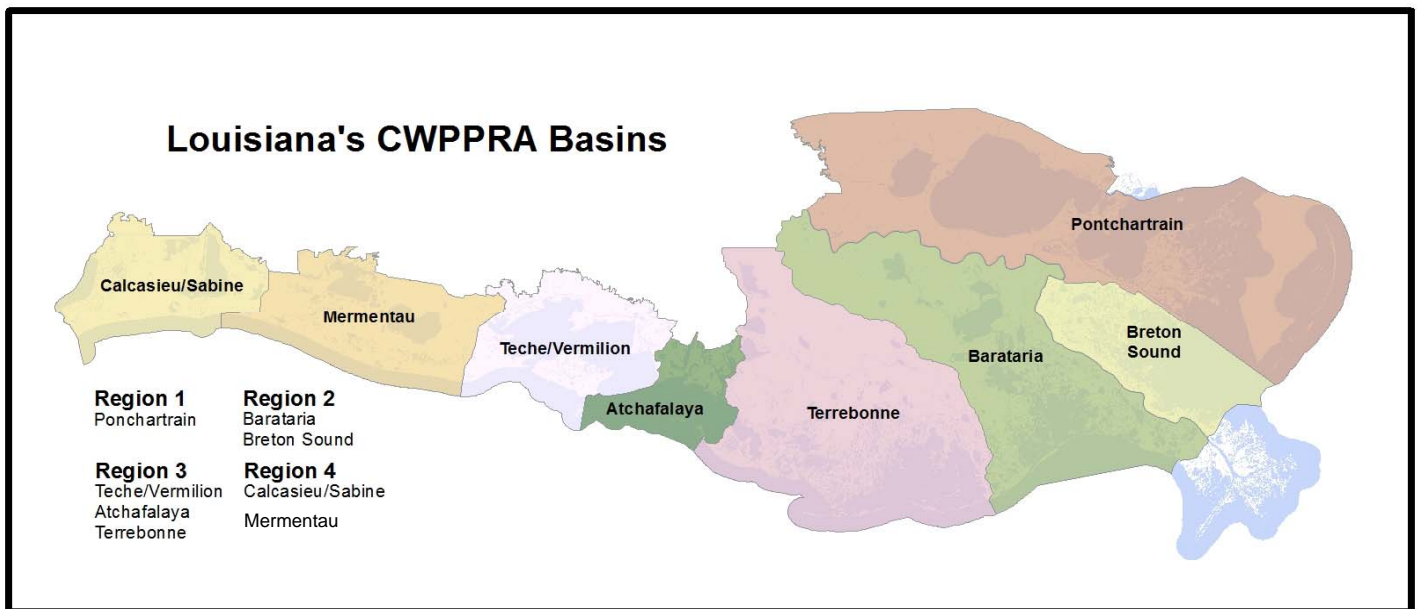 Louisiana's CWPPRA Basins
Pontchartrain
Calcasieu/Sabine
Mermentau
Teche/Vermilion
Atchafalaya
Terrebonne
Barataria
Breton
Sound
Region 1
Ponchartrain
Region 2
Barataria
Breton Sound
Region 3
Teche/Vermilion
Atchafalaya
Terrebonne
Region 4
Calcasieu/Sabine
Mermentau